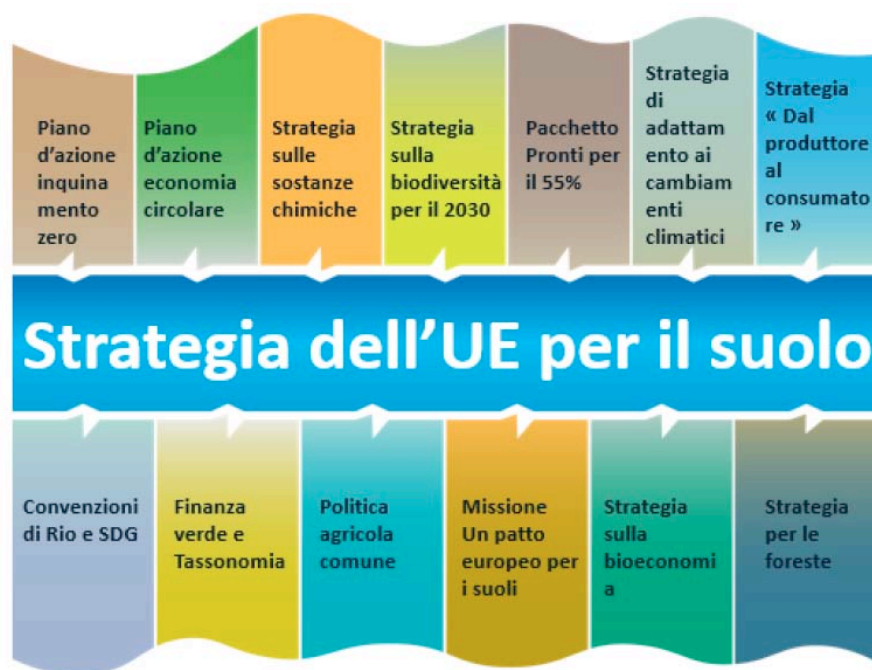 Piano
d’azione
inquina
mento
zero
Piano
d’azione
economia
circolare
Strategia
sulle
sostanze
chimiche
Strategia
sulla
biodiversità
per il 2030
Pacchetto
Pronti per
il 55%
Strategia
di
adattam
ento ai
cambiam
enti
climatici
Strategia
« Dal
produttore
al
consumato
re »
Strategia dell’UE per il suolo
Convenzioni
di Rio e SDG
Finanza
verde e
Tassonomia
Politica
agricola
comune
Missione
Un patto
europeo per
i suoli
Strategia
sulla
bioeconomi
a
Strategia
per le
foreste